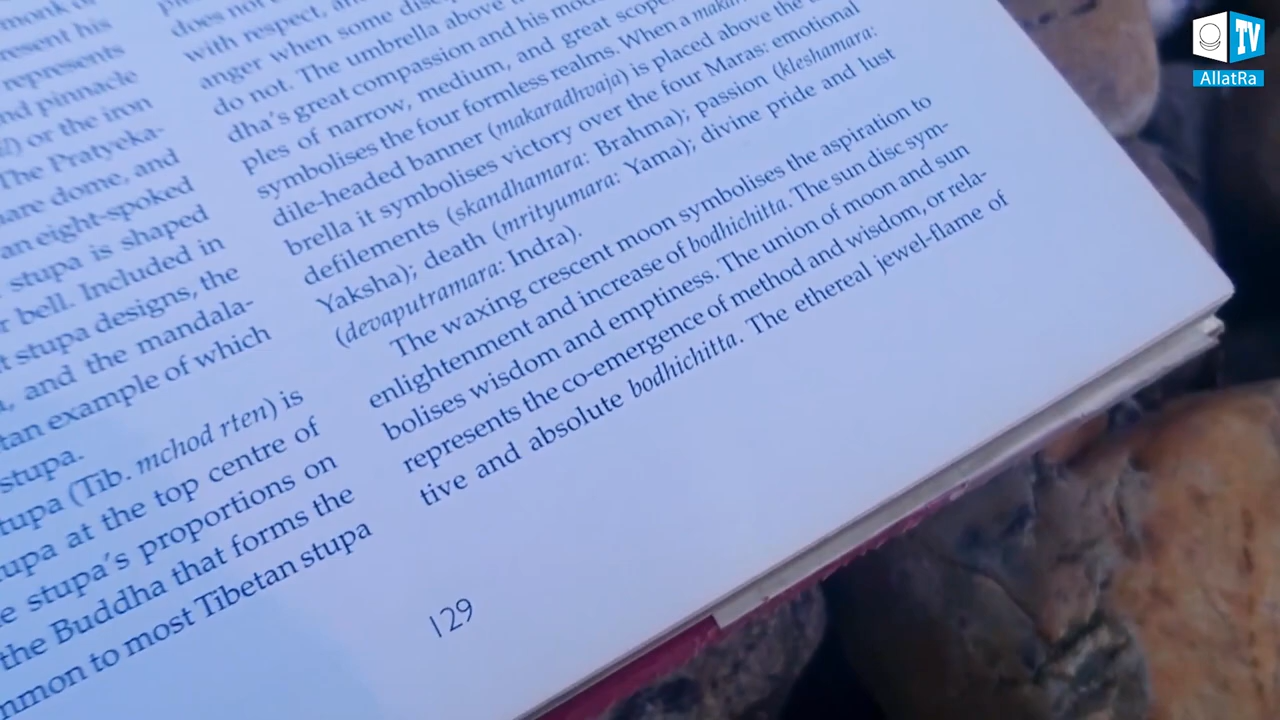 monk of
resent his
represents
nd pinnacle
or the iron
The Pratyeka-
are dome, and
an eight-spoked
stupa is shaped
bell. Included in
stupa designs, the
and the mandala-
tan example of which
stupa.
tupa (Tib. mchod rten) is
upa at the top centre of
e stupa's proportions on
the Buddha that forms the
mmon to most Tibetan stupa
does not
with respect,
anger when some
do not. The umbrella above
dha's great compassion and his
ples of narrow, medium, and great
symbolises the four formless realms. When a
dile-headed banner (makaradhvaja) is placed above the
brella it symbolises victory over the four Maras: emotional
defilements (skandhamara: Brahma); passion (kleshamara:
Yaksha); death (mrityumara: Yama); divine pride and lust
(devaputramara: Indra).
The waxing crescent moon symbolises the aspiration to
enlightenment and increase of bodhichitta. The sun disc sym-
bolises wisdom and emptiness. The union of moon and sun
represents the co-emergence of method and wisdom, or rela-
tive and absolute bodhichitta. The ethereal jewel-flame of
129
TV
AllatRa